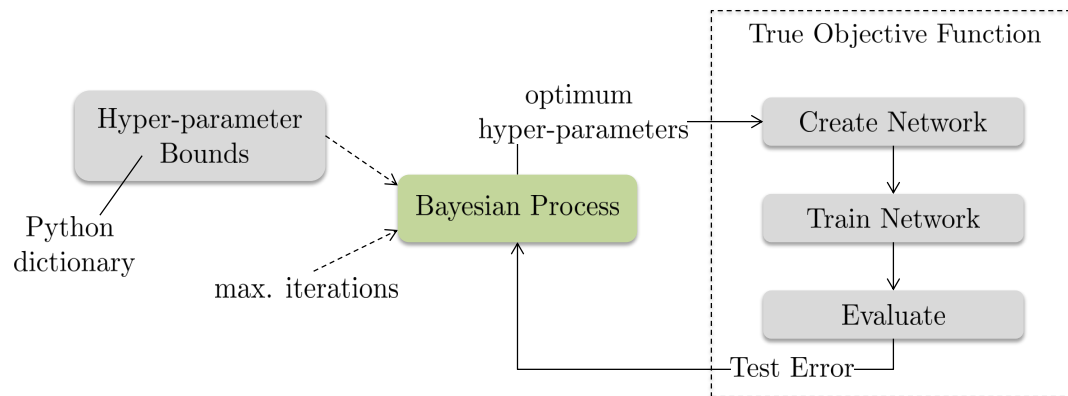 True Objective Function
optimum
hyper-parameters
Hyper-parameter
Bounds
Create Network
Bayesian Process
Train Network
Python
dictionary
max. iterations
Evaluate
Test Error